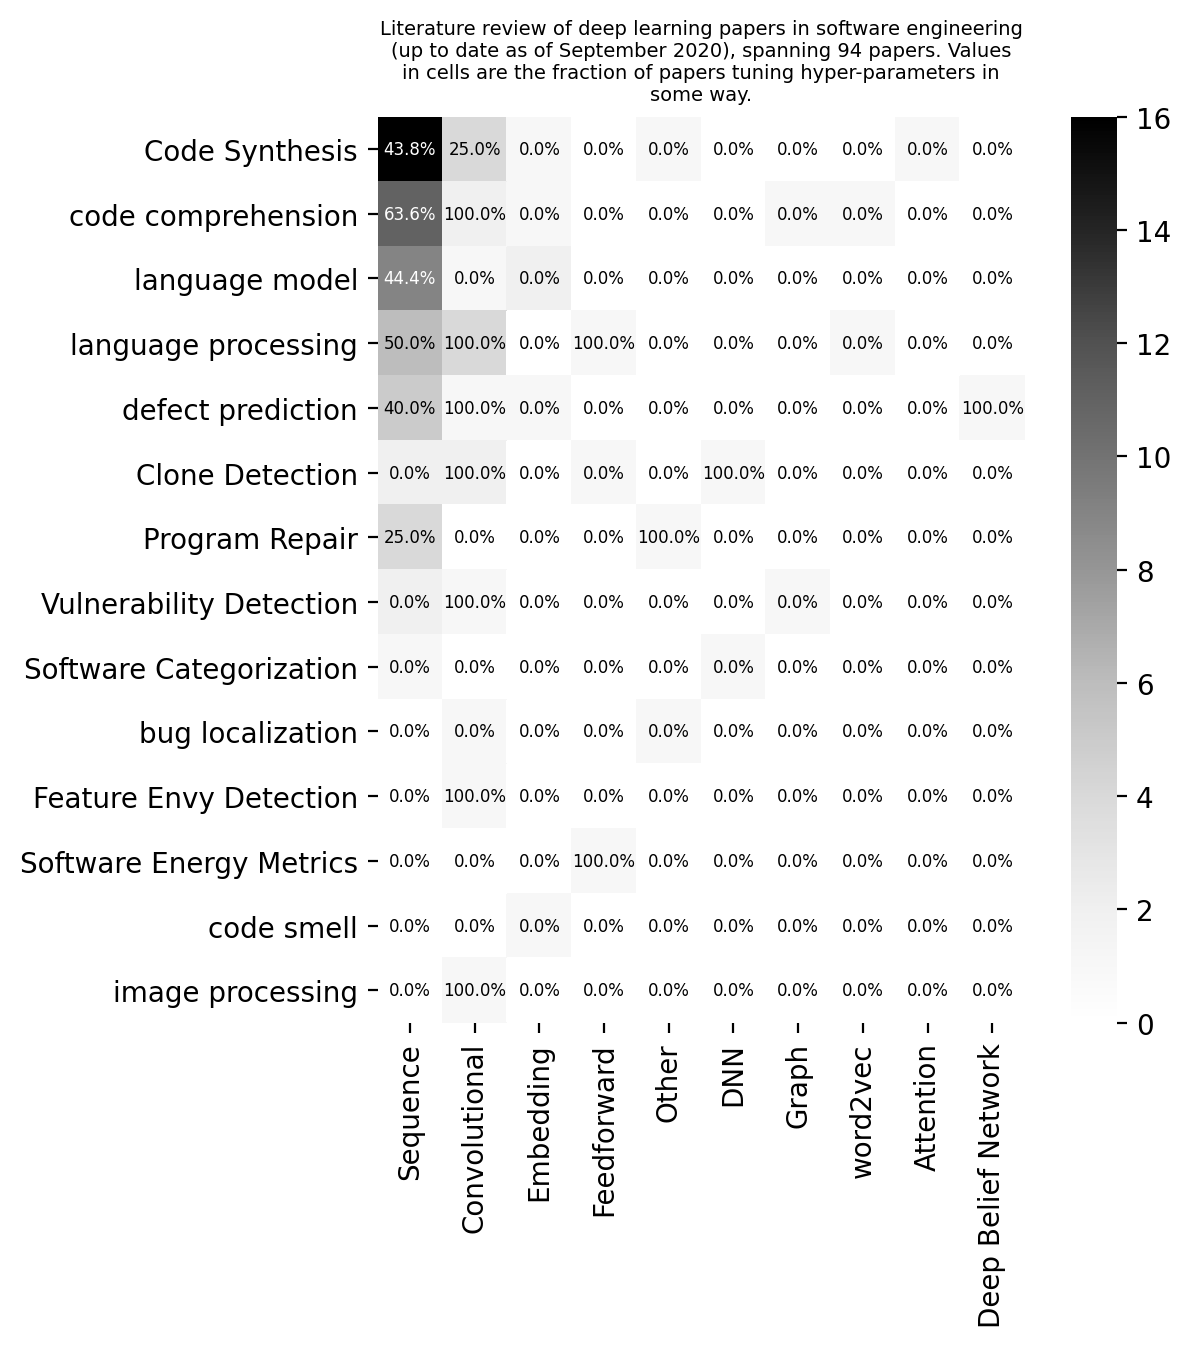 Literature review of deep learning papers in software engineering
(up to date as of September 2020), spanning 94 papers. Values
in cells are the fraction of papers tuning hyper-parameters in
some way.
Code Synthesis 43.8% 25.0% 0.0% 0.0% 0.0% 0.0% 0.0% 0.0% 0.0% 0.0%
code comprehension 63.6% 100.0% 0.0% 0.0% 0.0% 0.0% 0.0% 0.0% 0.0% 0.0%
language model 44.4% 0.0% 0.0% 0.0% 0.0% 0.0% 0.0% 0.0% 0.0% 0.0%
language processing 50.0% 100.0% 0.0% 100.0% 0.0% 0.0% 0.0% 0.0% 0.0% 0.0%
defect prediction 40.0% 100.0% 0.0% 0.0% 0.0% 0.0% 0.0% 0.0% 0.0% 100.0%
Clone Detection 0.0% 100.0% 0.0% 0.0% 0.0% 100.0% 0.0% 0.0% 0.0% 0.0%
Program Repair 25.0% 0.0% 0.0% 0.0% 100.0% 0.0% 0.0% 0.0% 0.0% 0.0%
Vulnerability Detection 0.0% 100.0% 0.0% 0.0% 0.0% 0.0% 0.0% 0.0% 0.0% 0.0%
Software Categorization 0.0% 0.0% 0.0% 0.0% 0.0% 0.0% 0.0% 0.0% 0.0% 0.0%
bug localization 0.0% 0.0% 0.0% 0.0% 0.0% 0.0% 0.0% 0.0% 0.0% 0.0%
Feature Envy Detection 0.0% 100.0% 0.0% 0.0% 0.0% 0.0% 0.0% 0.0% 0.0% 0.0%
Software Energy Metrics 0.0% 0.0% 0.0% 100.0% 0.0% 0.0% 0.0% 0.0% 0.0% 0.0%
code smell 0.0% 0.0% 0.0% 0.0% 0.0% 0.0% 0.0% 0.0% 0.0% 0.0%
image processing 0.0% 100.0% 0.0% 0.0% 0.0% 0.0% 0.0% 0.0% 0.0% 0.0%
Sequence
Convolutional
Embedding
Feedforward
Other
DNN
Graph
word2vec
Attention
Deep Belief Network
16
14
12
10
8
6
4
2
0